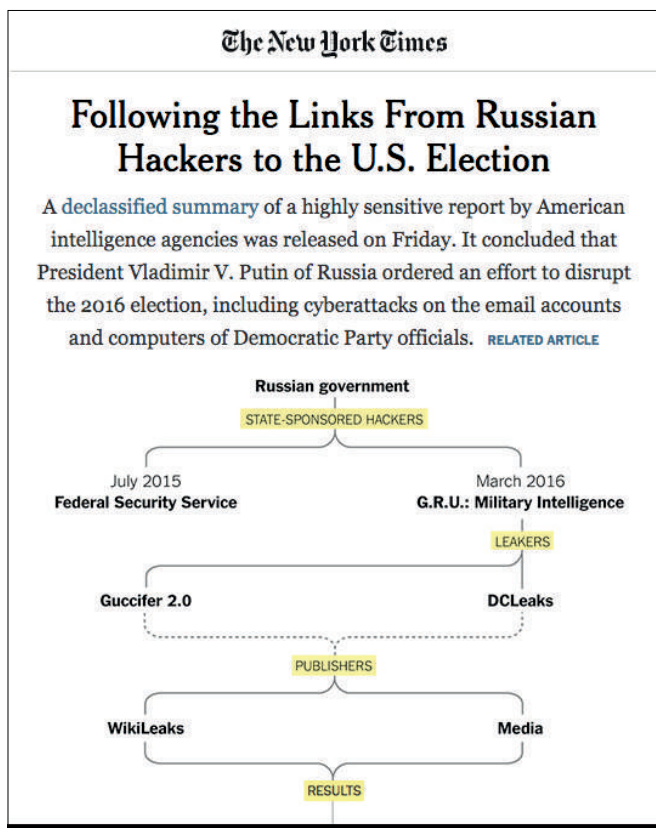 The New York Times
Following the Links From Russian
Hackers to the U.S. Election
A declassified summary of a highly sensitive report by American
intelligence agencies was released on Friday. It concluded that
President Vladimir V. Putin of Russia ordered an effort to disrupt
the 2016 election, including cyberattacks on the email accounts
and computers of Democratic Party officials. RELATED ARTICLE
Russian government
STATE-SPONSORED HACKERS
July 2015
Federal Security Service
March 2016
G.R.U.: Military Intelligence
LEAKERS
Guccifer 2.0
DCLeaks
PUBLISHERS
WikiLeaks
Media
RESULTS